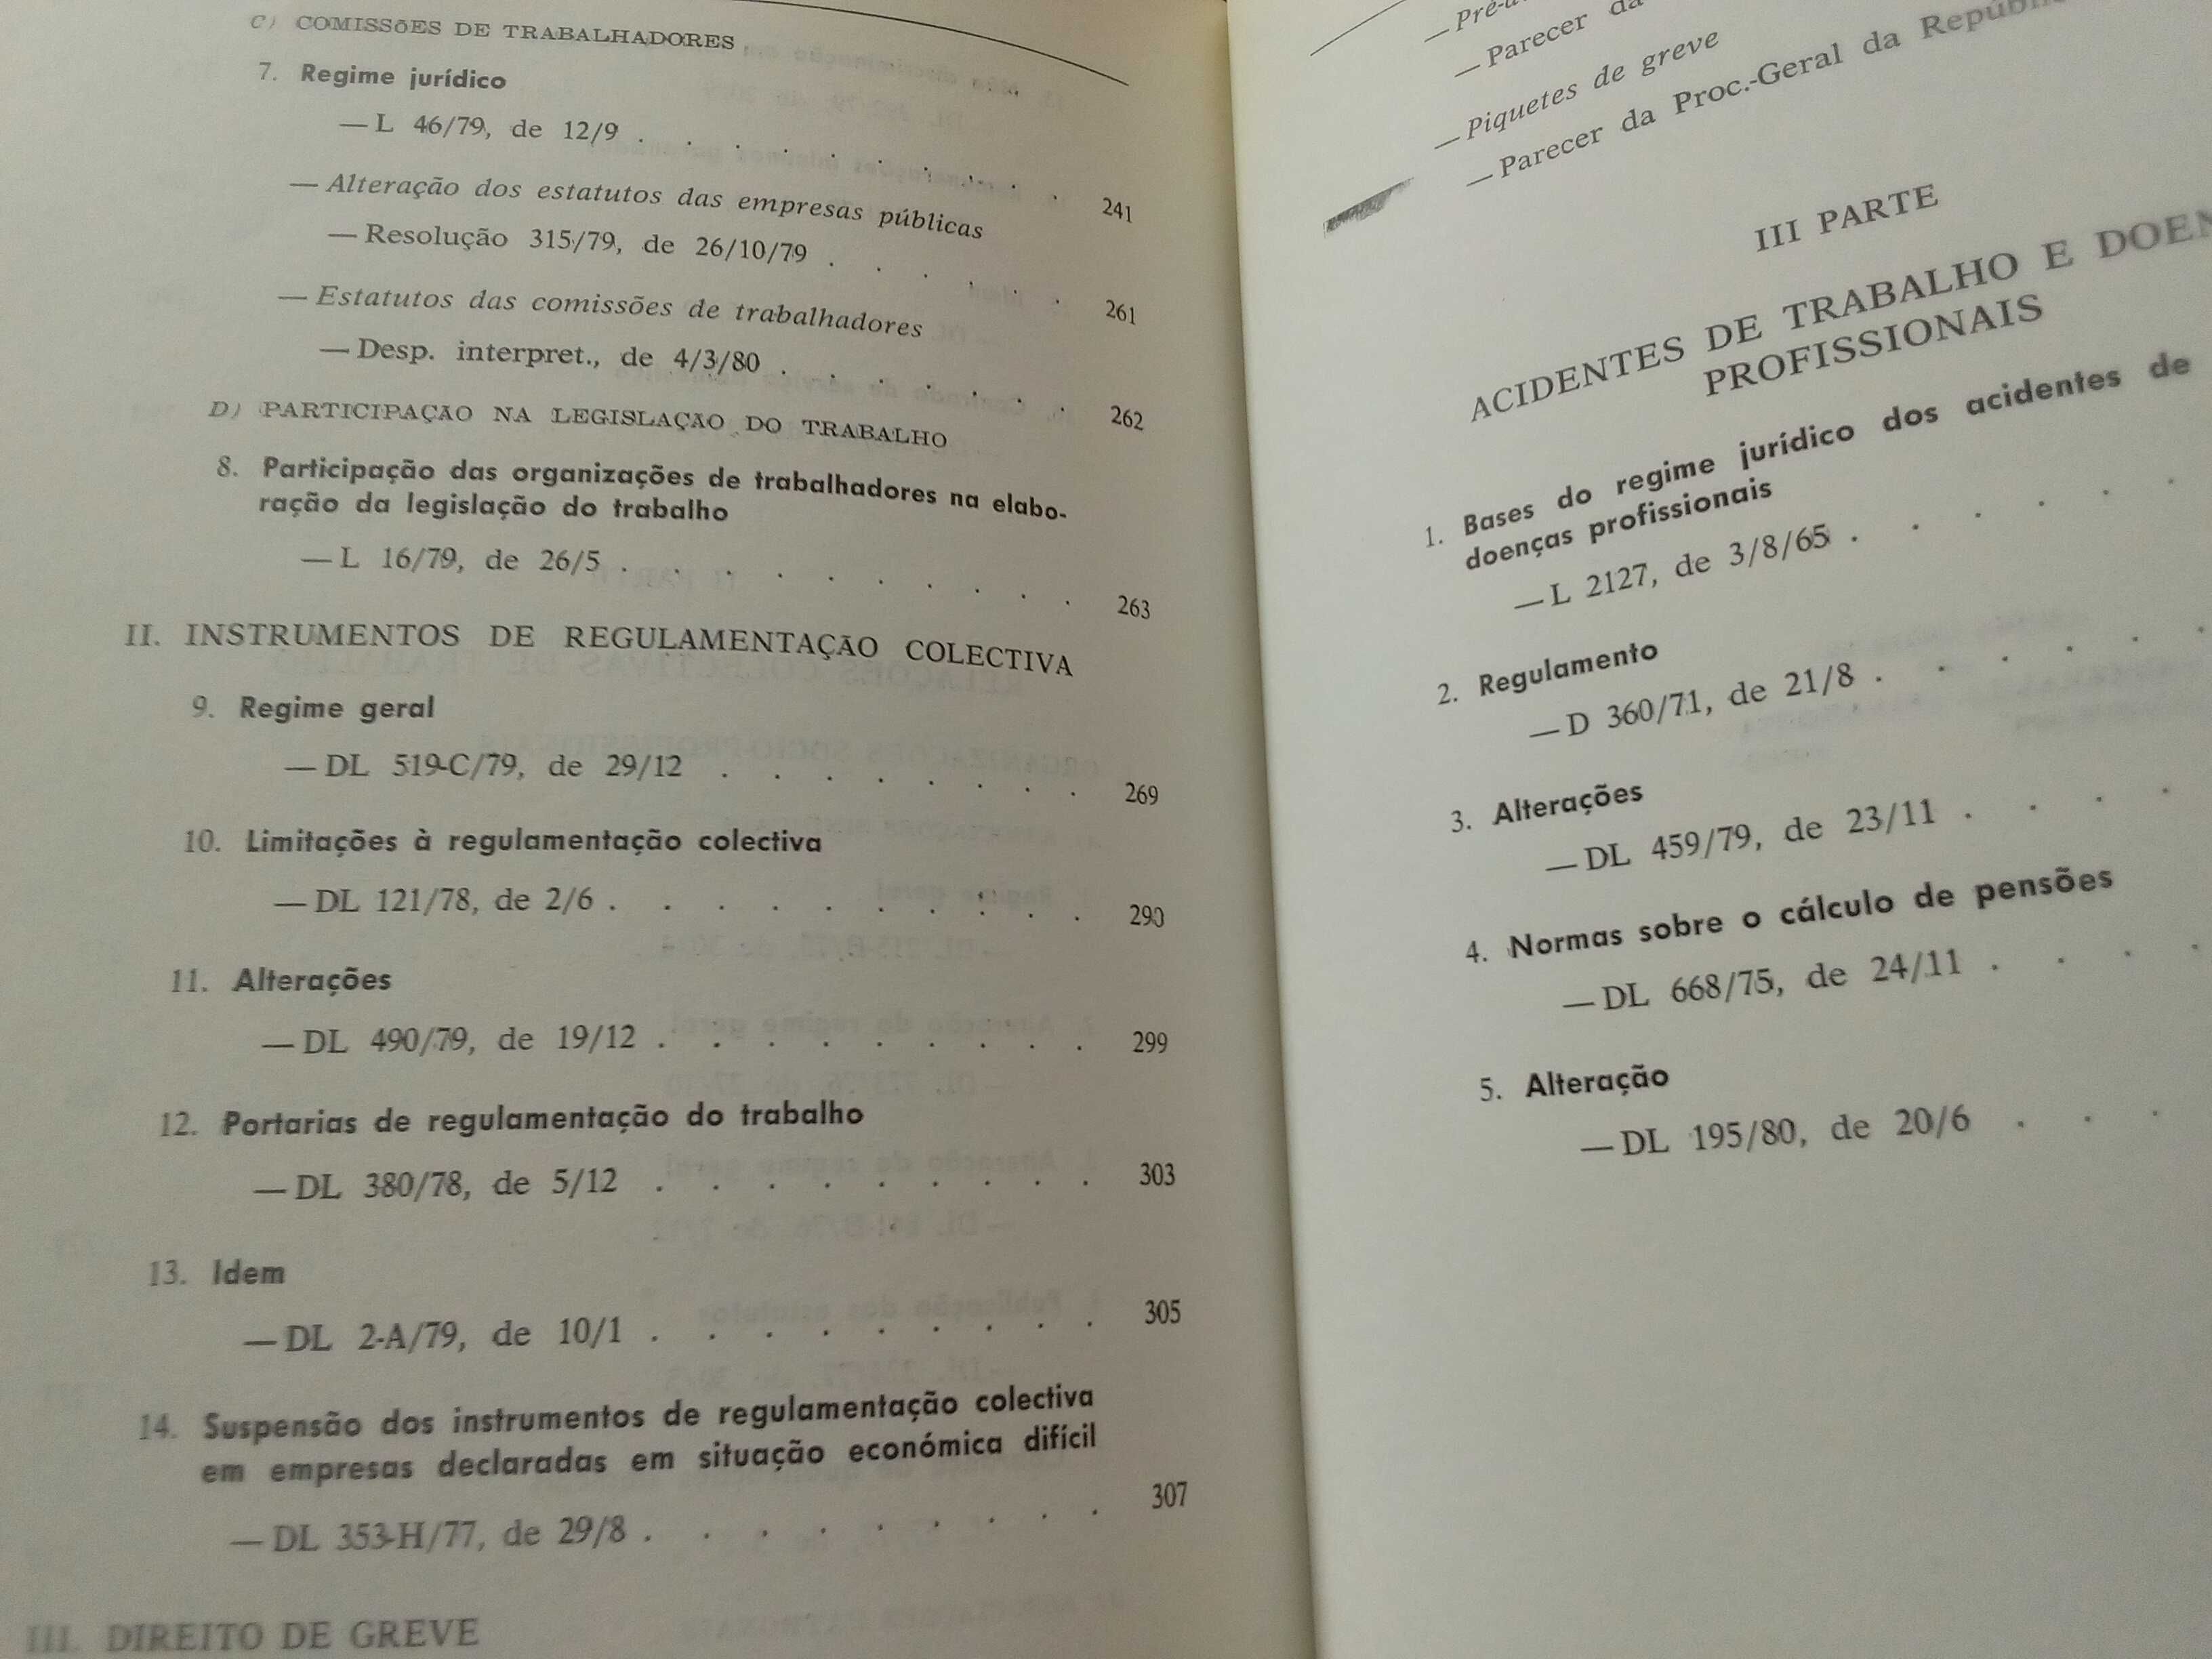 C) COMISSÕES DE TRABALHADORES
7. Regime jurídico
— L 46/79, de 12/9 . . . . . . . . . 241
— Alteração dos estatutos das empresas públicas
— Resolução 315/79, de 26/10/79 . . . . . . 261
— Estatutos das comissões de trabalhadores
— Desp. interpret., de 4/3/80 . . . . . . . 262
D) PARTICIPAÇÃO NA LEGISLAÇÃO DO TRABALHO
8. Participação das organizações de trabalhadores na elabo-
ração da legislação do trabalho
— L 16/79, de 26/5 . . . . . . . . . . 263
II. INSTRUMENTOS DE REGULAMENTAÇÃO COLECTIVA
9. Regime geral
— DL 519-C/79, de 29/12 . . . . . . . . 269
10. Limitações à regulamentação colectiva
— DL 121/78, de 2/6 . . . . . . . . . . 290
11. Alterações
— DL 490/79, de 19/12 . . . . . . . . . 299
12. Portarias de regulamentação do trabalho
— DL 380/78, de 5/12 . . . . . . . . . 303
13. Idem
— DL 2-A/79, de 10/1 . . . . . . . . . 305
14. Suspensão dos instrumentos de regulamentação colectiva
em empresas declaradas em situação económica difícil
— DL 353-H/77, de 29/8 . . . . . . . . . 307
III. DIREITO DE GREVE
— Parecer da
— Piquetes de greve
— Parecer da Proc.-Geral da
III PARTE
ACIDENTES DE TRABALHO E
PROFISSIONAIS
1. Bases do regime jurídico dos acidentes de
doenças profissionais
— L 2127, de 3/8/65 . . . . . .
2. Regulamento
— D 360/71, de 21/8 . . . . . .
3. Alterações
— DL 459/79, de 23/11 . . . .
4. Normas sobre o cálculo de pensões
— DL 668/75, de 24/11 . . . .
5. Alteração
— DL 195/80, de 20/6 . . .